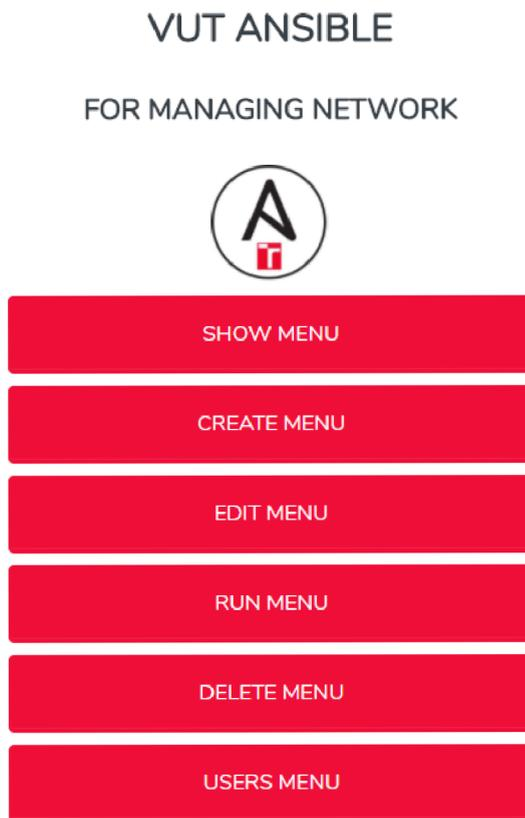 VUT ANSIBLE
FOR MANAGING NETWORK
SHOW MENU
CREATE MENU
EDIT MENU
RUN MENU
DELETE MENU
USERS MENU